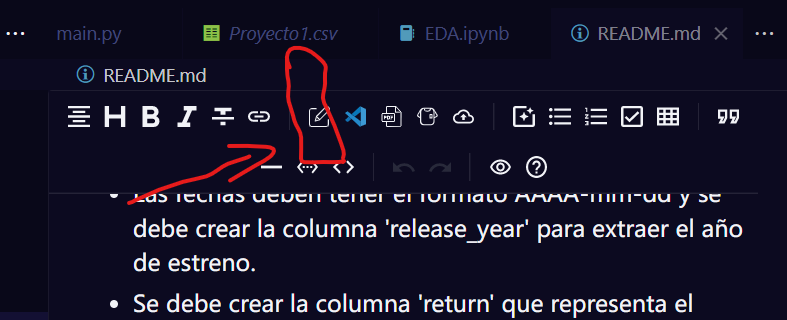 main.py
Proyecto1.csv
EDA.ipynb
README.md
README.md
H B I S
PDF
• Las fechas deben tener el formato AAAA-mm-dd y se
debe crear la columna 'release_year' para extraer el año
de estreno.
• Se debe crear la columna 'return' que representa el